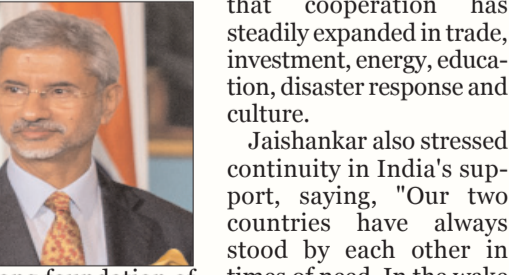 ong foundation of
that cooperation has
steadily expanded in trade,
investment, energy, educa-
tion, disaster response and
culture.
Jaishankar also stressed
continuity in India's sup-
port, saying, "Our two
countries have always
stood by each other in
times of need. In the wake